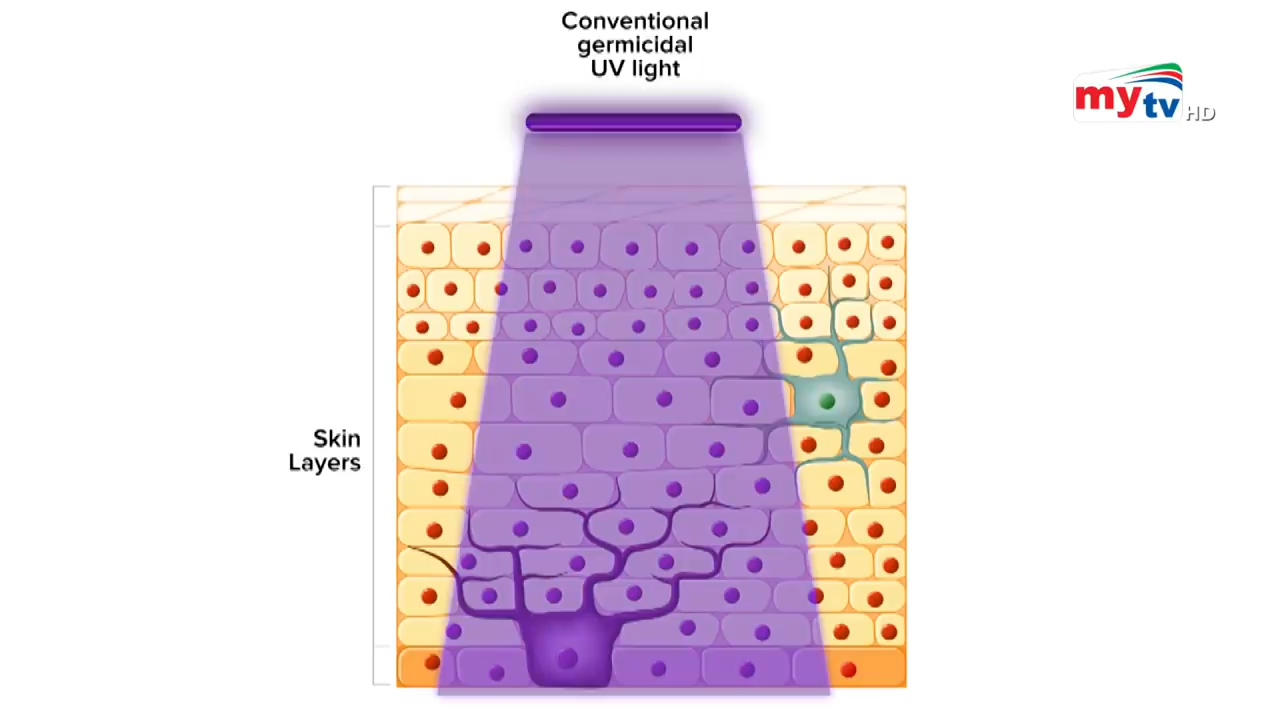 Conventional
germicidal
UV light
mytv HD
Skin
Layers